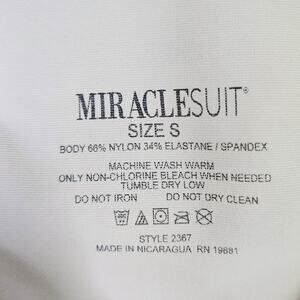 MIRACLESUIT®
SIZE S
BODY 66% NYLON 34% ELASTANE / SPANDEX
MACHINE WASH WARM
ONLY NON-CHLORINE BLEACH WHEN NEEDED
TUMBLE DRY LOW
DO NOT IRON DO NOT DRY CLEAN
STYLE 2367
MADE IN NICARAGUA RN 19881